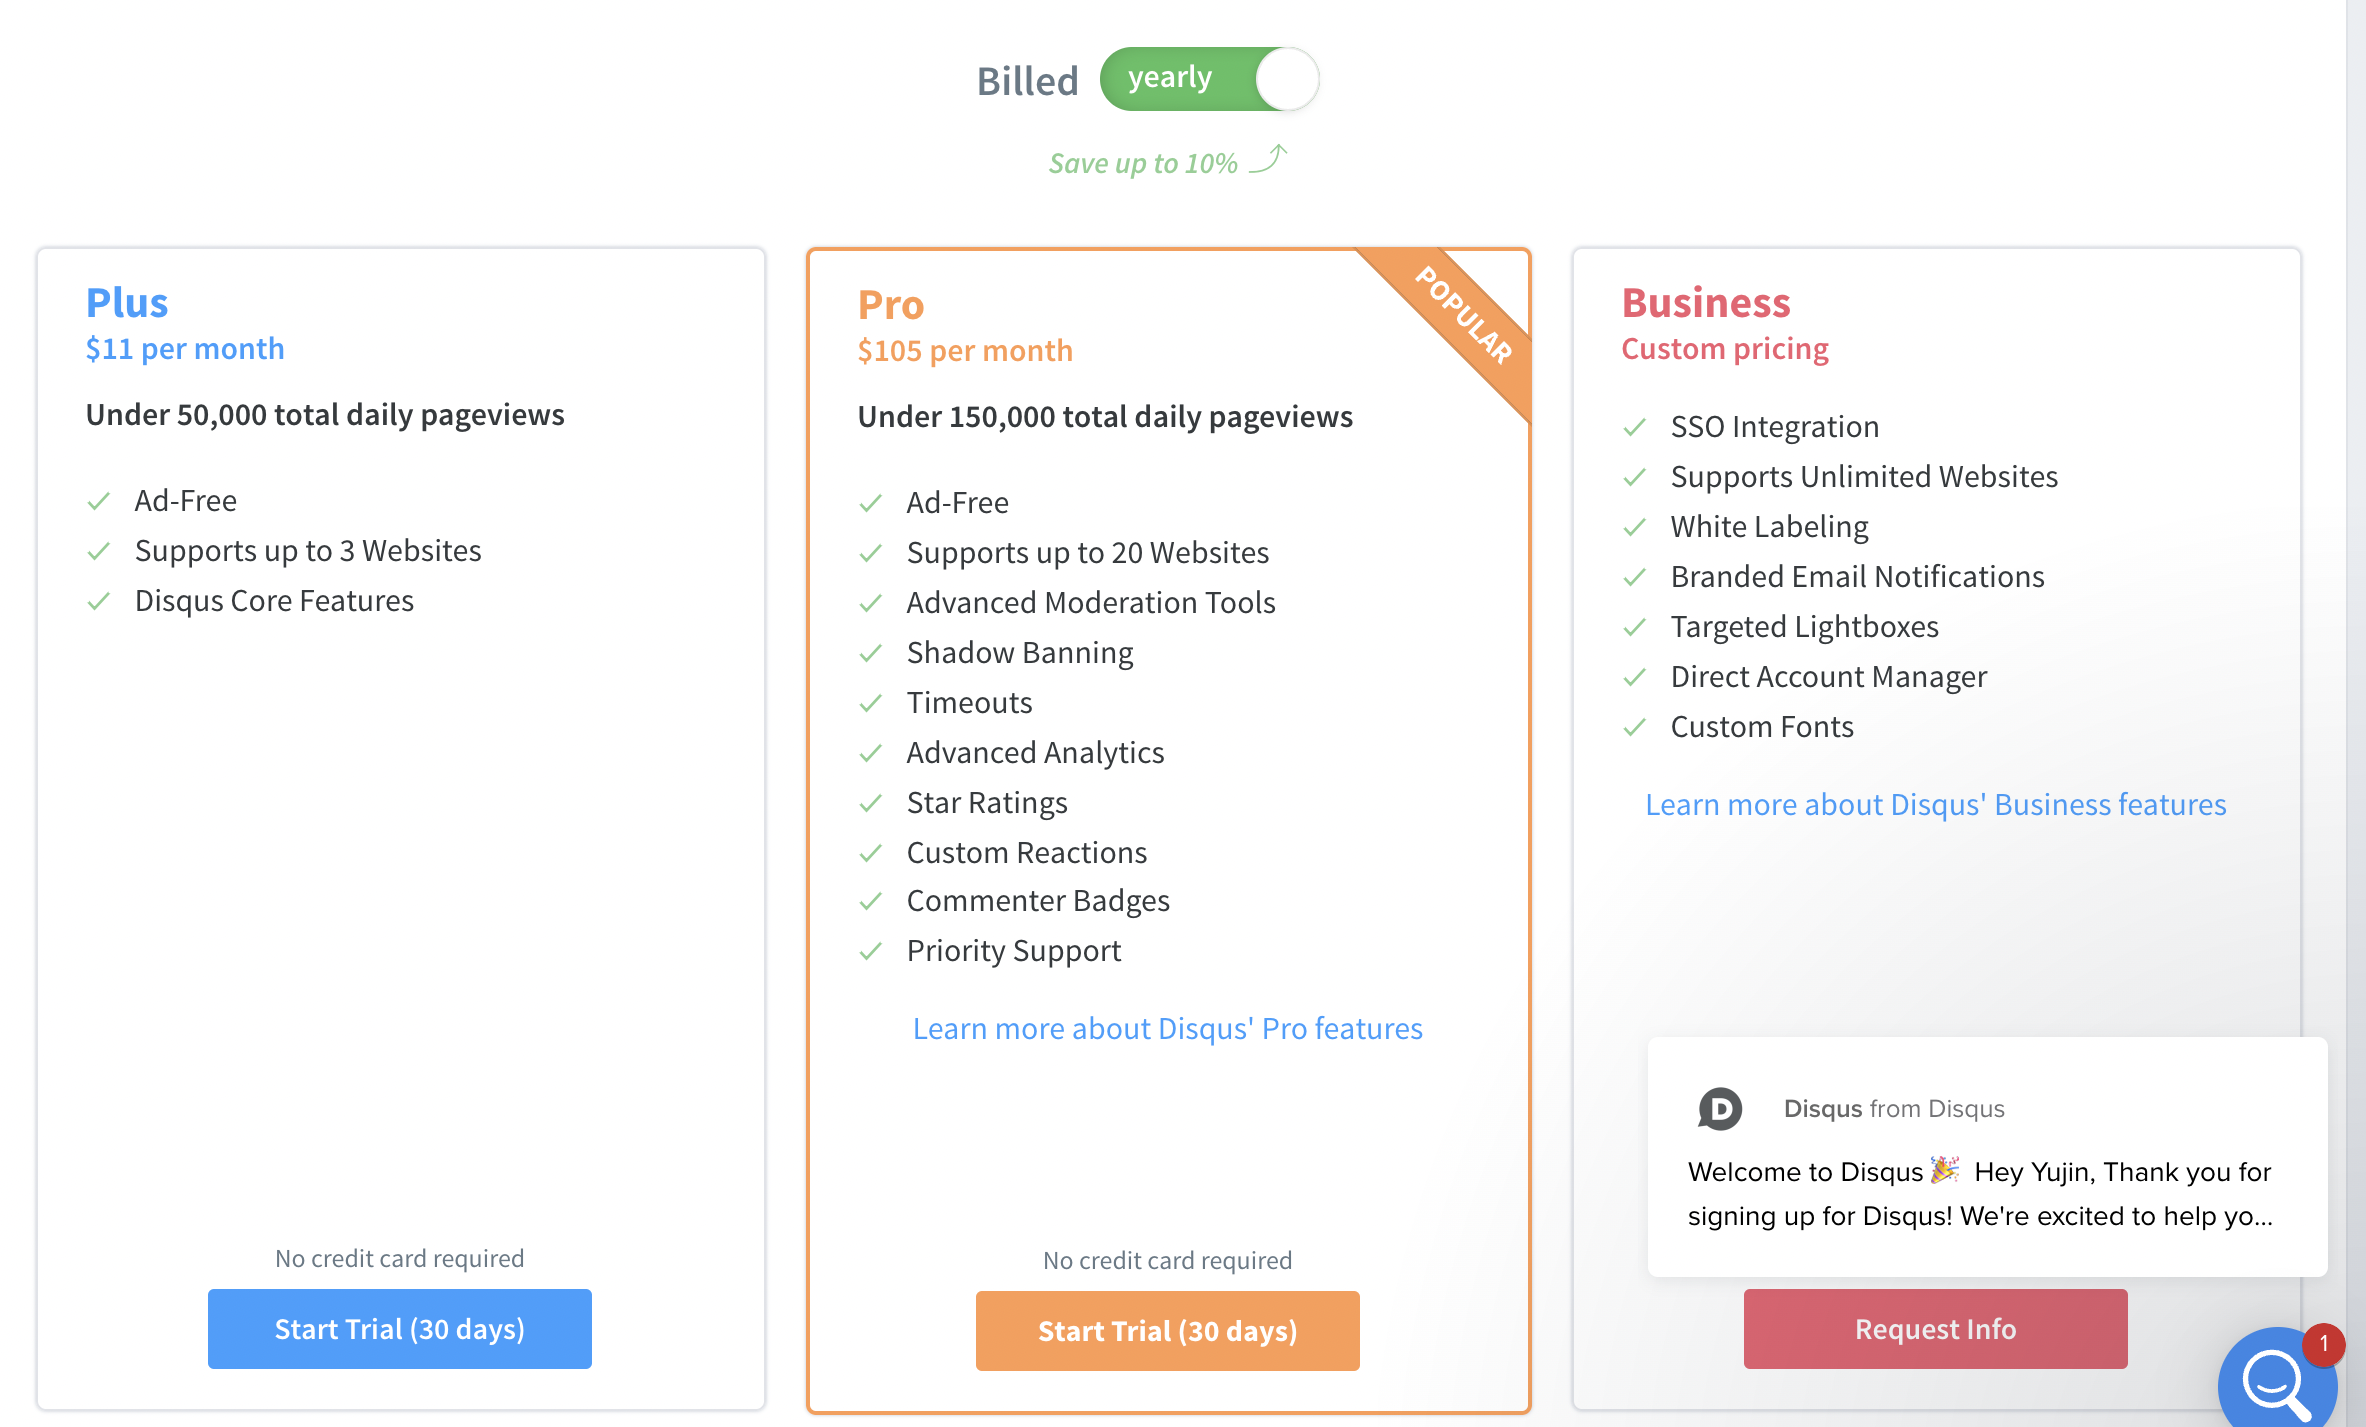 Billed yearly
Save up to 10%
Plus
$11 per month
Under 50,000 total daily pageviews
Ad-Free
Supports up to 3 Websites
Disqus Core Features
No credit card required
Start Trial (30 days)
POPULAR
Pro
$105 per month
Under 150,000 total daily pageviews
Ad-Free
Supports up to 20 Websites
Advanced Moderation Tools
Shadow Banning
Timeouts
Advanced Analytics
Star Ratings
Custom Reactions
Commenter Badges
Priority Support
Learn more about Disqus' Pro features
No credit card required
Start Trial (30 days)
Business
Custom pricing
SSO Integration
Supports Unlimited Websites
White Labeling
Branded Email Notifications
Targeted Lightboxes
Direct Account Manager
Custom Fonts
Learn more about Disqus' Business features
D
Disqus from Disqus
Welcome to Disqus 🎉 Hey Yujin, Thank you for
signing up for Disqus! We're excited to help yo...
Request Info
1